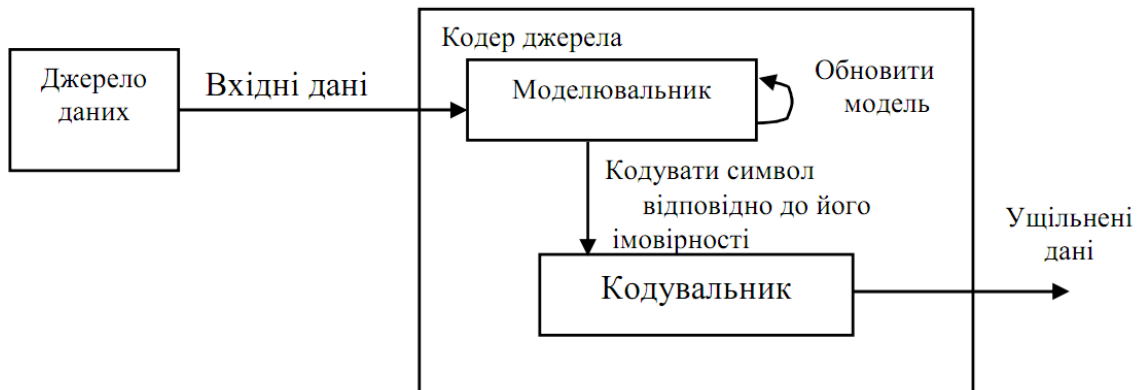 Джерело
даних
Вхідні дані
Кодер джерела
Моделювальник
Обновити
модель
Кодувати символ
відповідно до його
імовірності
Кодувальник
Ущільнені
дані